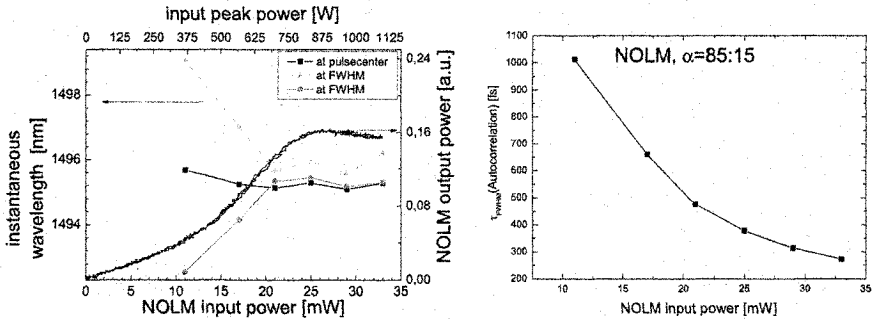 input peak power [W]
0 125 250 375 500 625 750 875 1000 1125
at pulsecenter
at FWHM
at FWHM
instantaneous
wavelength [nm]
1498
1496
1494
0,24
0,16
0,08
0,00
NOLM output power [a.u.]
0 5 10 15 20 25 30 35
NOLM input power [mW]
NOLM, α=85:15
τFWHM(Autocorrelation) [fs]
1100
1000
900
800
700
600
500
400
300
200
10 15 20 25 30 35
NOLM input power [mW]